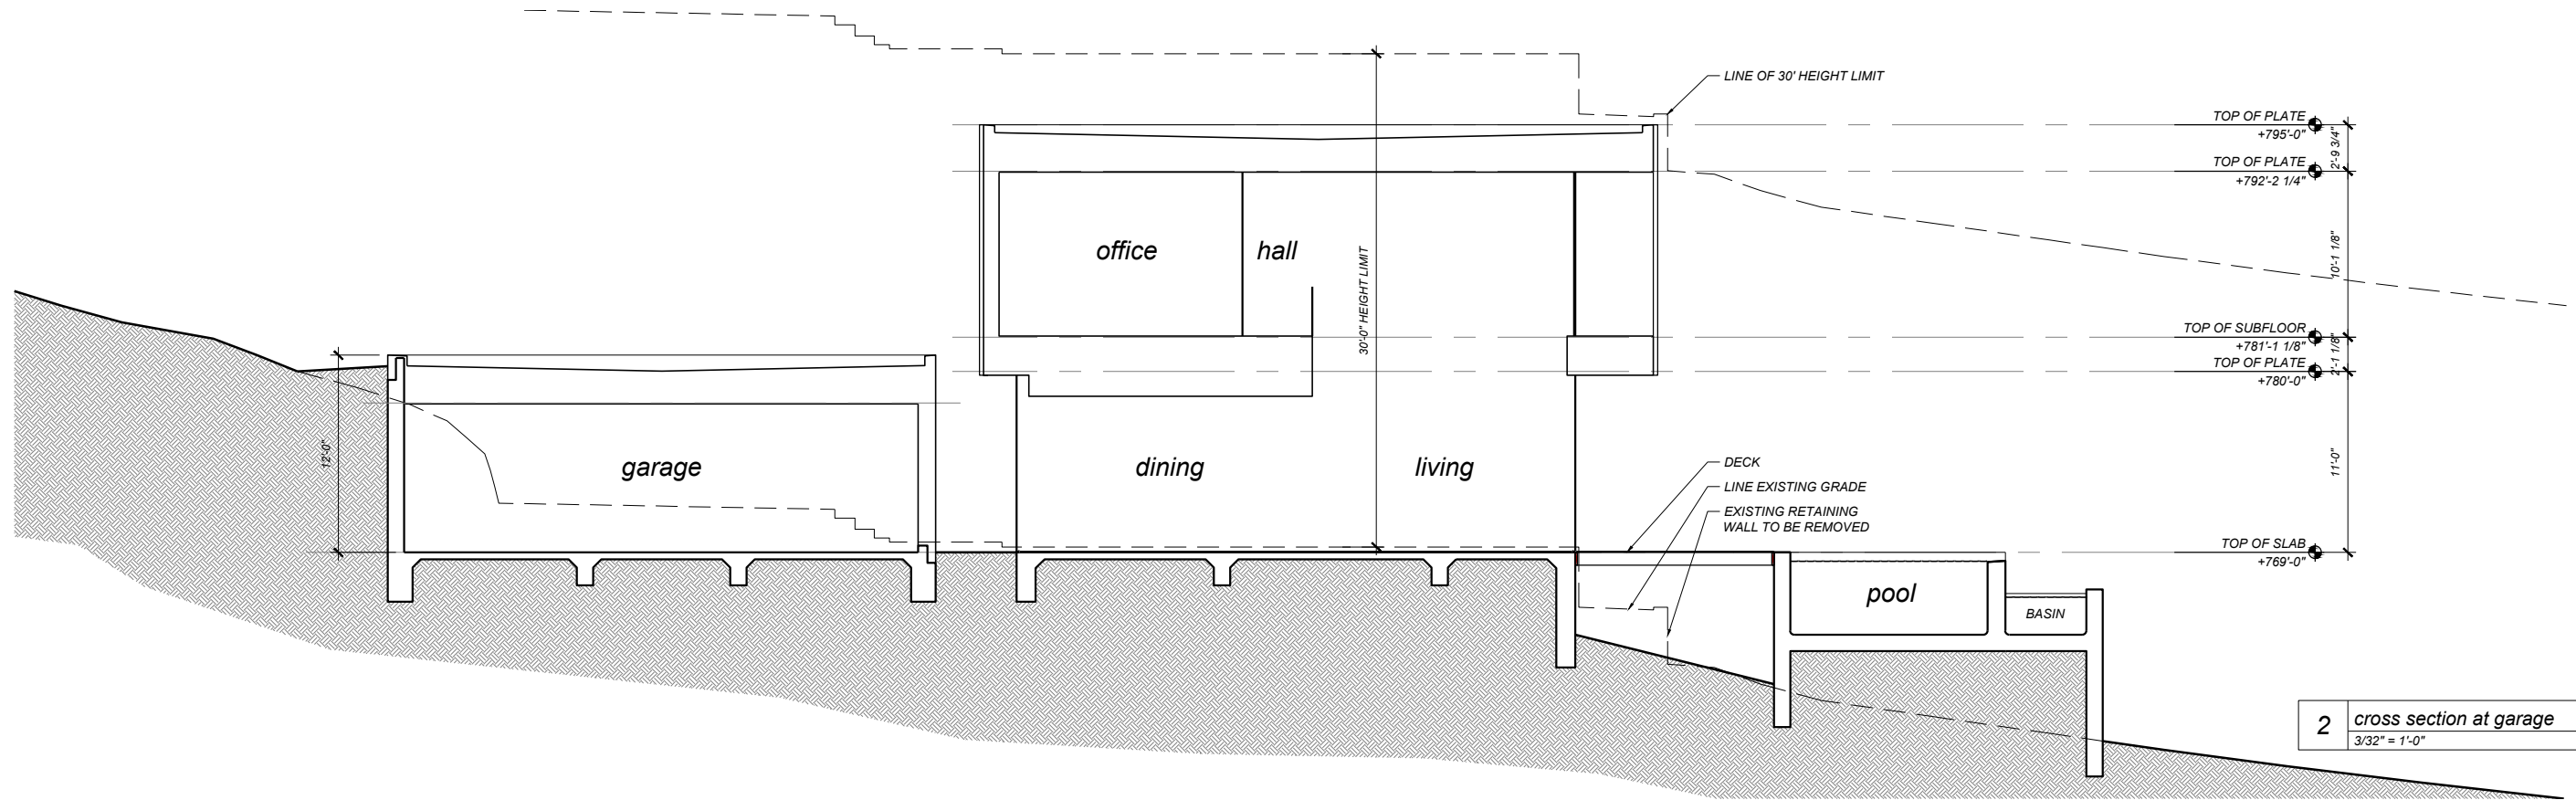 LINE OF 30' HEIGHT LIMIT
TOP OF PLATE
+795'-0"
2'-9 3/4"
TOP OF PLATE
+792'-2 1/4"
office
hall
30'-0" HEIGHT LIMIT
10'-1 1/8"
TOP OF SUBFLOOR
+781'-1 1/8"
2'-1 1/8"
TOP OF PLATE
+780'-0"
12'-0"
garage
dining
living
11'-0"
DECK
LINE EXISTING GRADE
EXISTING RETAINING
WALL TO BE REMOVED
TOP OF SLAB
+769'-0"
pool
BASIN
2
cross section at garage
3/32" = 1'-0"